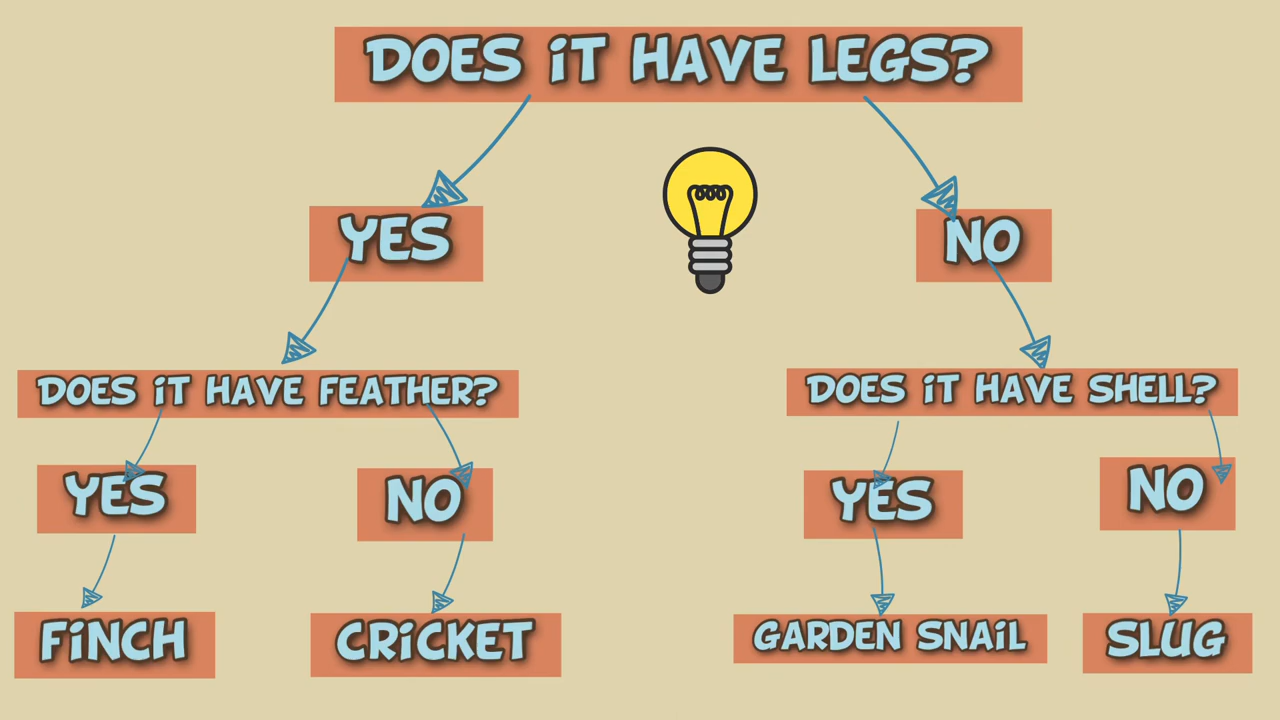 DOES IT HAVE LEGS?
YES
NO
DOES IT HAVE FEATHER?
DOES IT HAVE SHELL?
YES
NO
YES
NO
FINCH
CRICKET
GARDEN SNAIL
SLUG